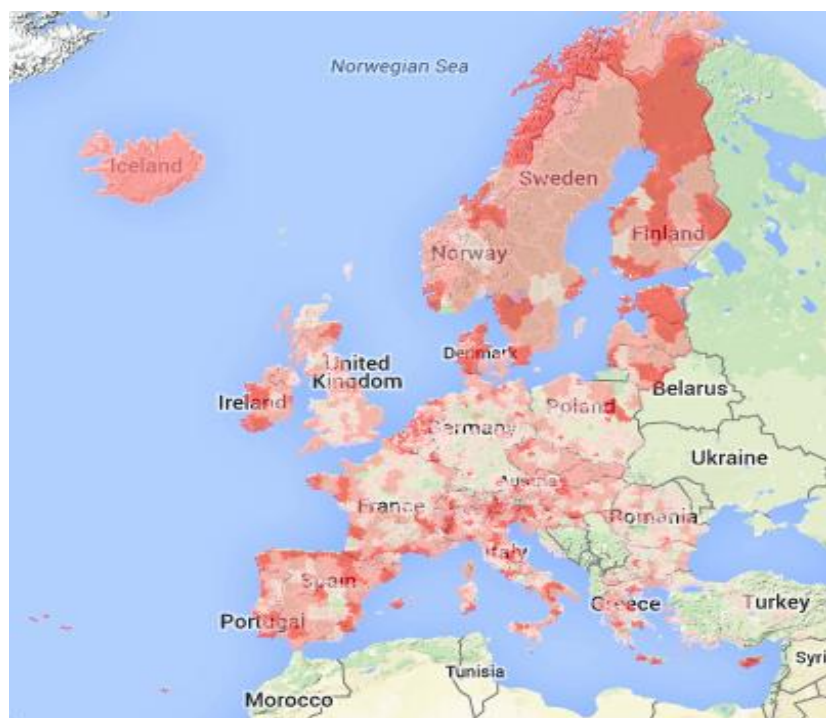 Norwegian Sea
Iceland
Sweden
Finland
Norway
Denmark
United
Kingdom
Ireland
Belarus
Poland
Germany
Ukraine
Austria
France
Romania
Italy
Spain
Portugal
Greece
Turkey
Tunisia
Syri
Morocco